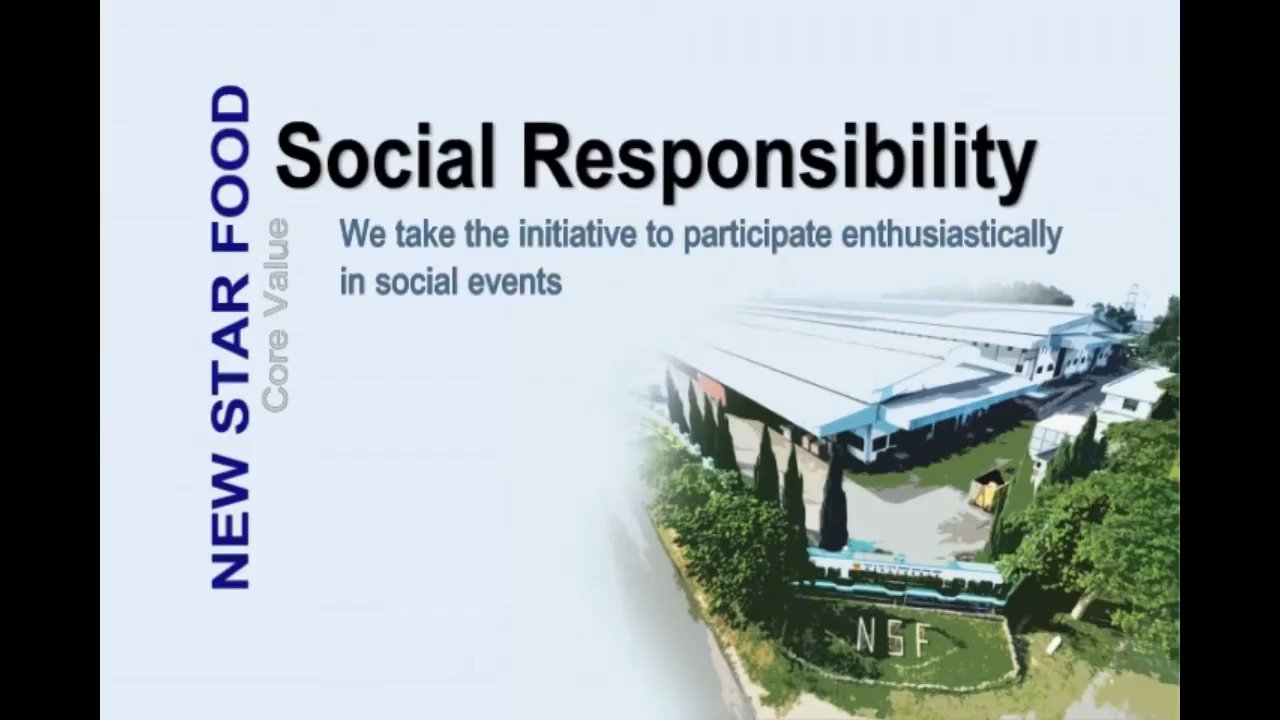 NEW STAR FOOD
Core Value
Social Responsibility
We take the initiative to participate enthusiastically
in social events
NSF